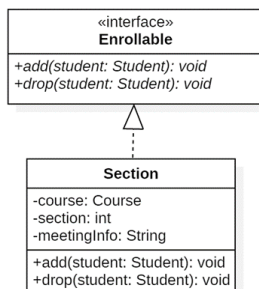 «interface»
Enrollable
+add(student: Student): void
+drop(student: Student): void
Section
-course: Course
-section: int
-meetingInfo: String
+add(student: Student): void
+drop(student: Student): void